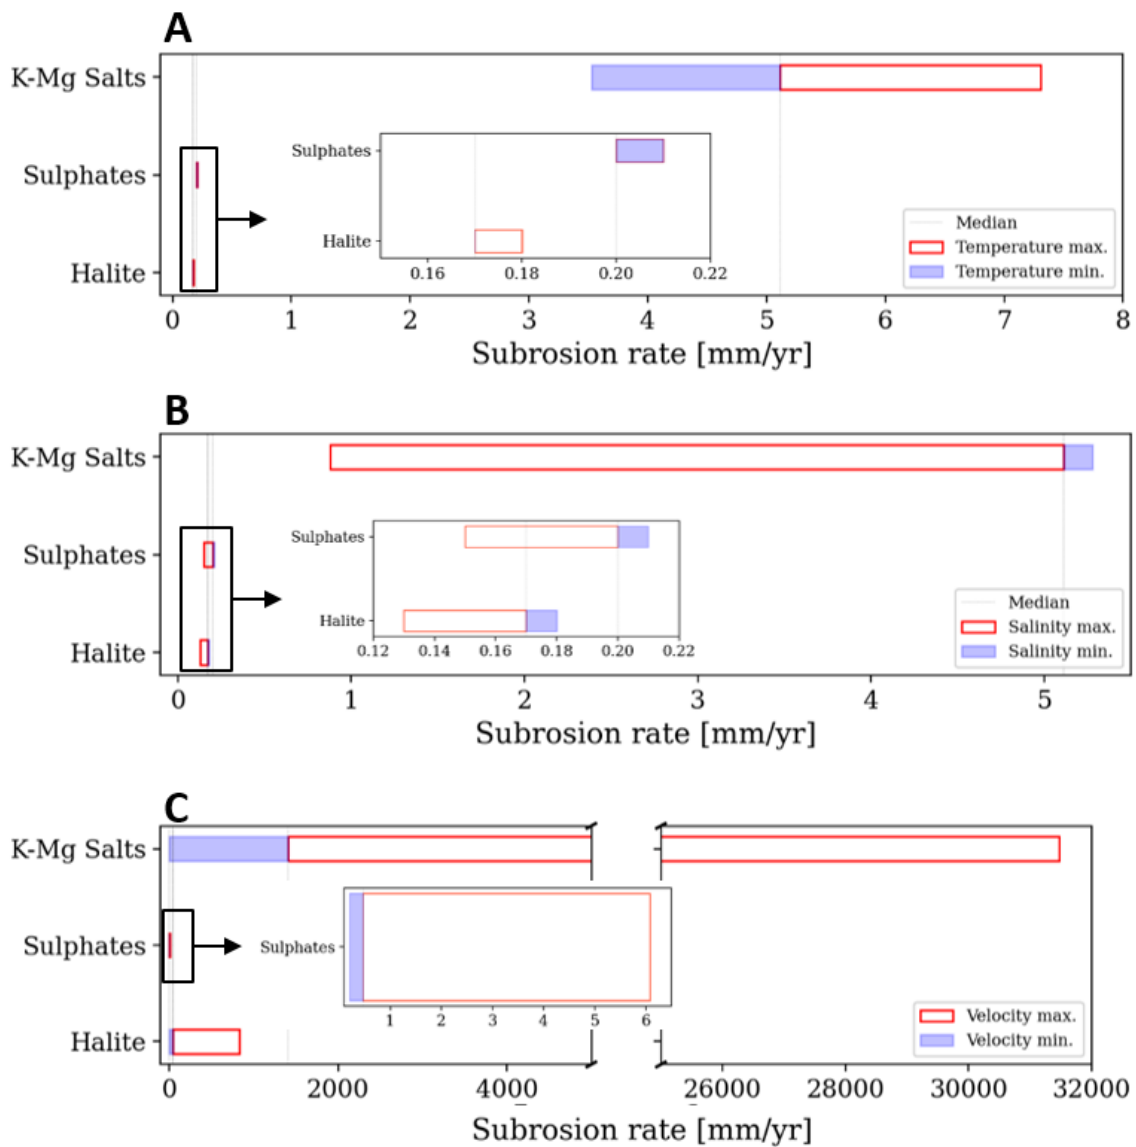 A
K-Mg Salts
Sulphates
Halite
Sulphates
Halite
0.16 0.18 0.20 0.22
Median
Temperature max.
Temperature min.
0 1 2 3 4 5 6 7 8
Subrosion rate [mm/yr]
B
K-Mg Salts
Sulphates
Halite
Sulphates
Halite
0.12 0.14 0.16 0.18 0.20 0.22
Median
Salinity max.
Salinity min.
0 1 2 3 4 5
Subrosion rate [mm/yr]
C
K-Mg Salts
Sulphates
Halite
Sulphates
1 2 3 4 5 6
Velocity max.
Velocity min.
0 2000 4000 26000 28000 30000 32000
Subrosion rate [mm/yr]